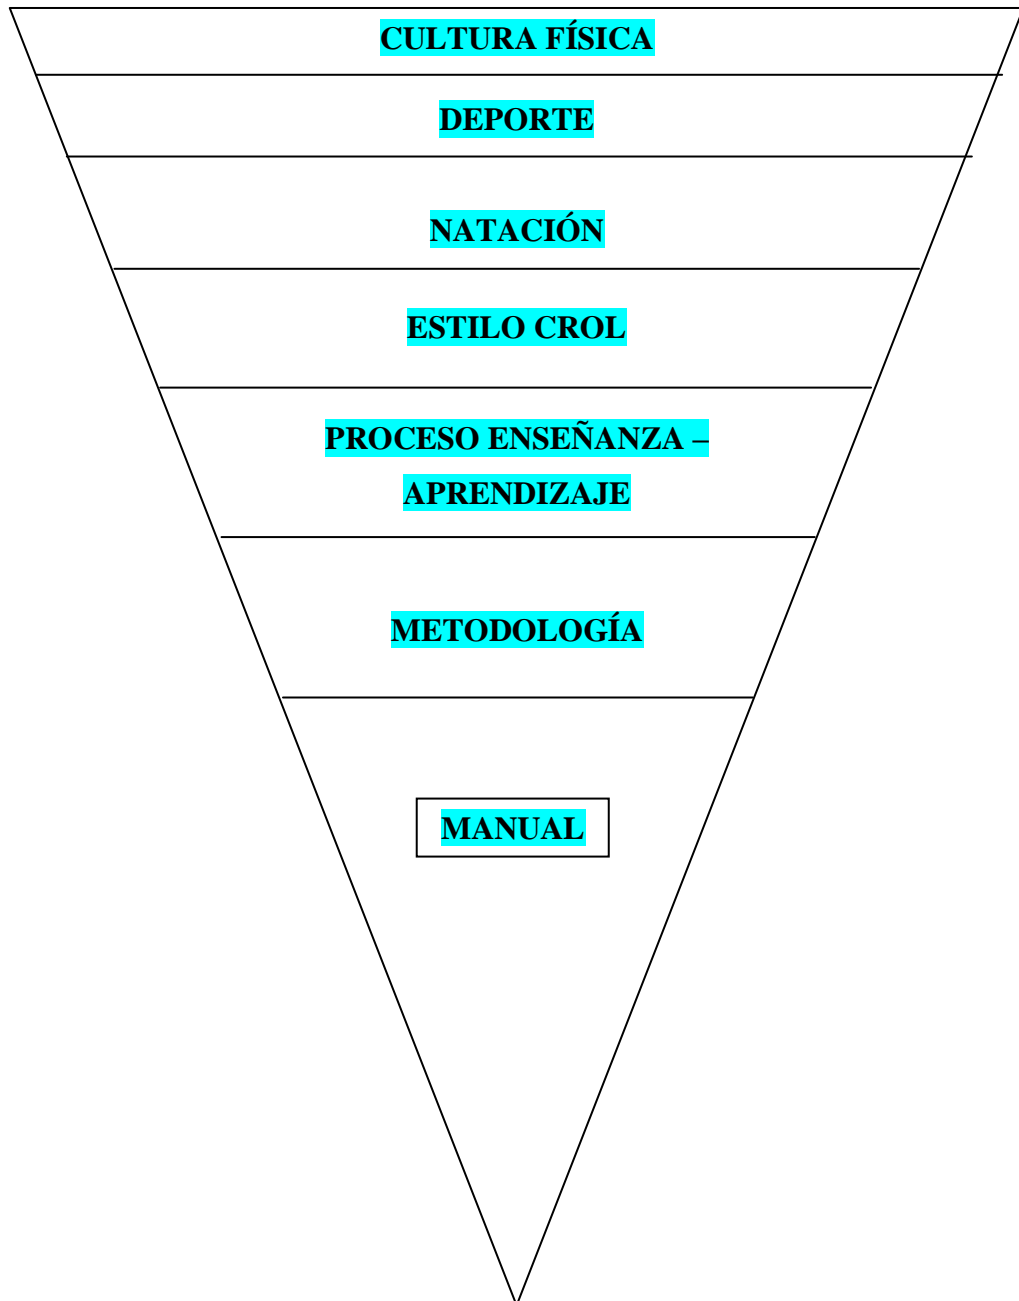 CULTURA FÍSICA
DEPORTE
NATACIÓN
ESTILO CROL
PROCESO ENSEÑANZA –
APRENDIZAJE
METODOLOGÍA
MANUAL